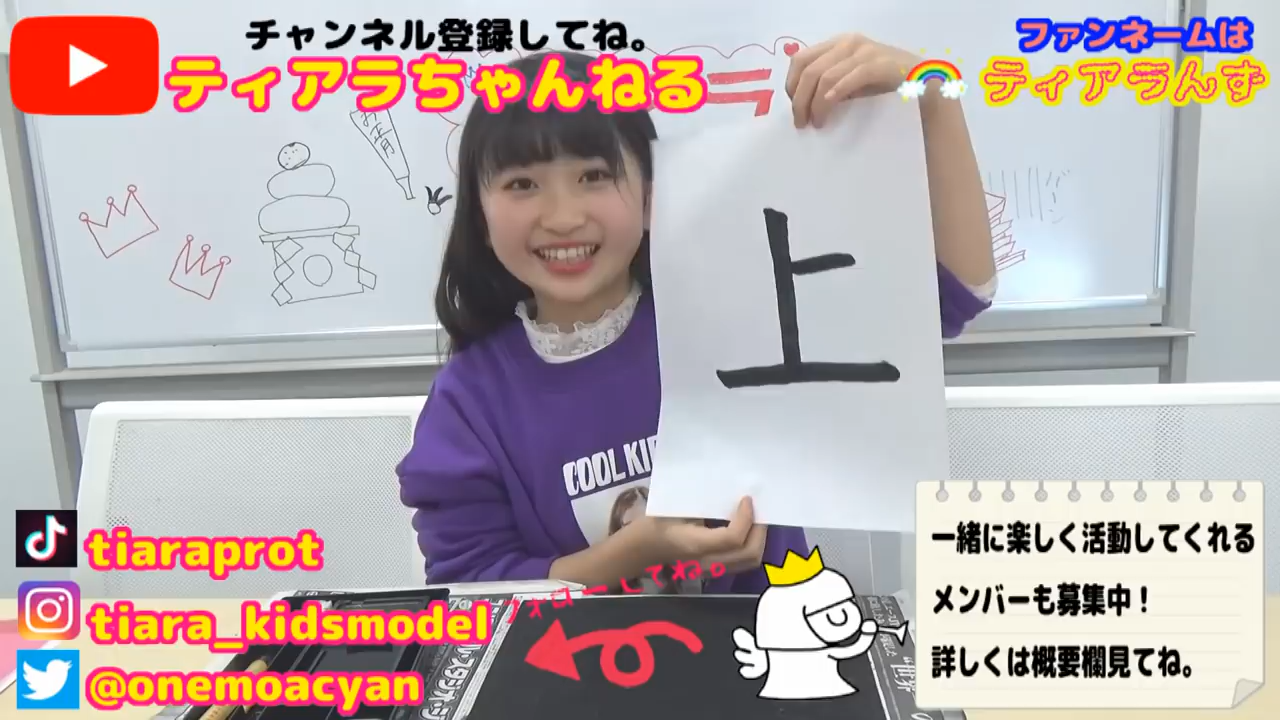 チャンネル登録してね。
ティアラちゃんねる
ファンネームは
ティアラんず
お年
上
COOL KI
tiaraprot
tiara_kidsmodel
@onemoacyan
フォローしてね。
一緒に楽しく活動してくれる
メンバーも募集中！
詳しくは概要欄見てね。